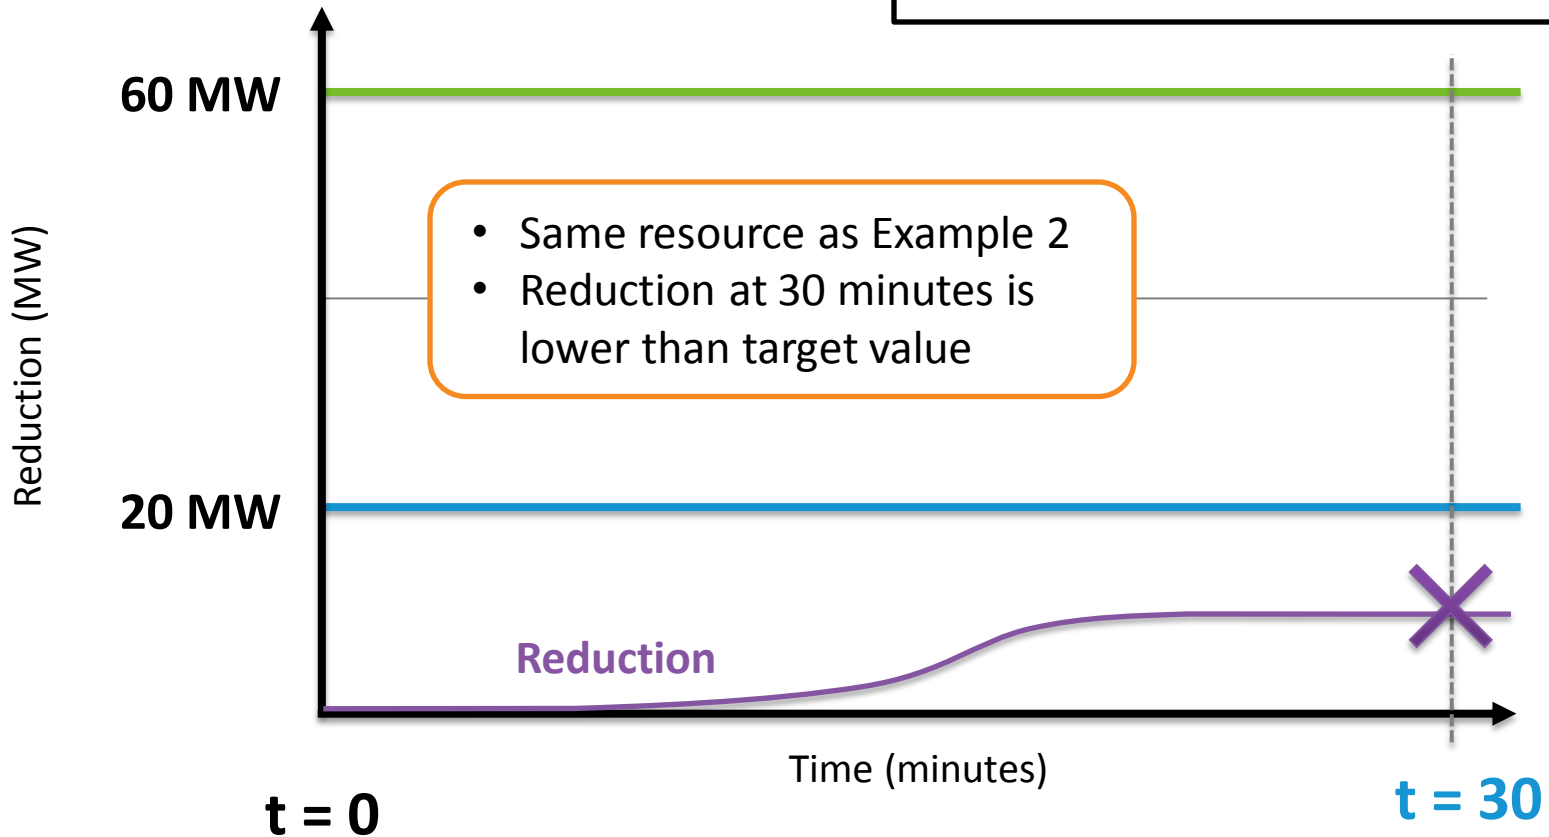 60 MW
• Same resource as Example 2
• Reduction at 30 minutes is
lower than target value
Reduction (MW)
20 MW
Reduction
Time (minutes)
t = 0
t = 30